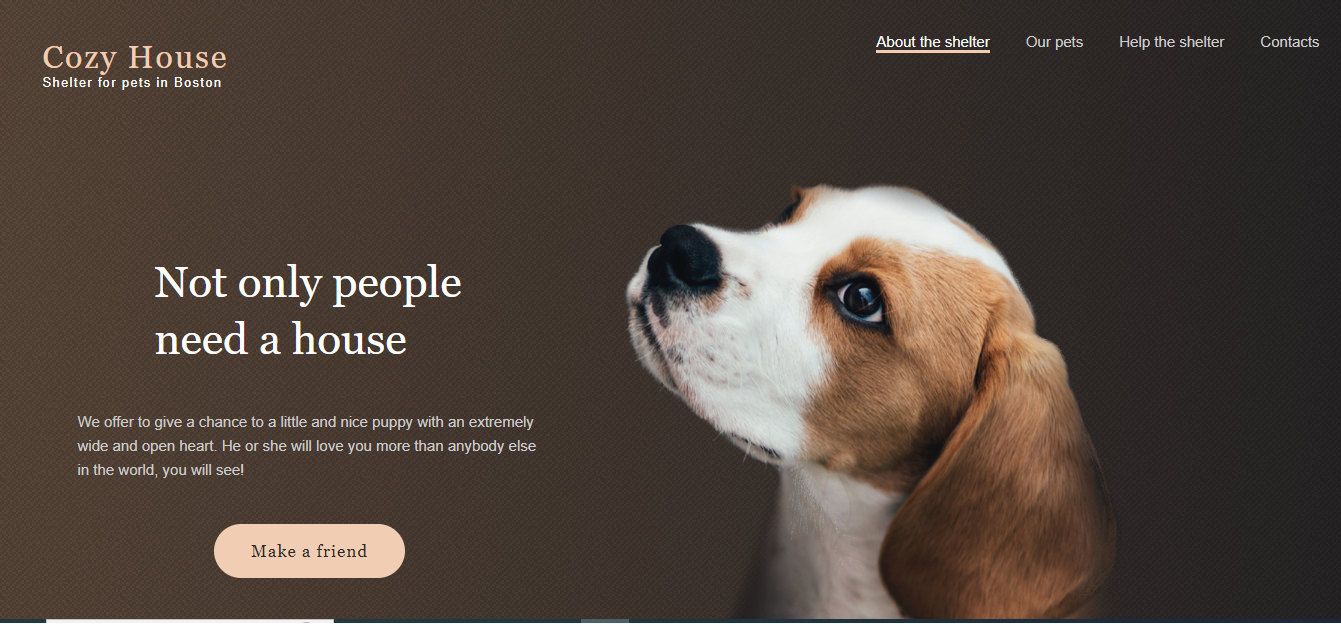 Cozy House
Shelter for pets in Boston
About the shelter
Our pets
Help the shelter
Contacts
Not only people
need a house
We offer to give a chance to a little and nice puppy with an extremely
wide and open heart. He or she will love you more than anybody else
in the world, you will see!
Make a friend